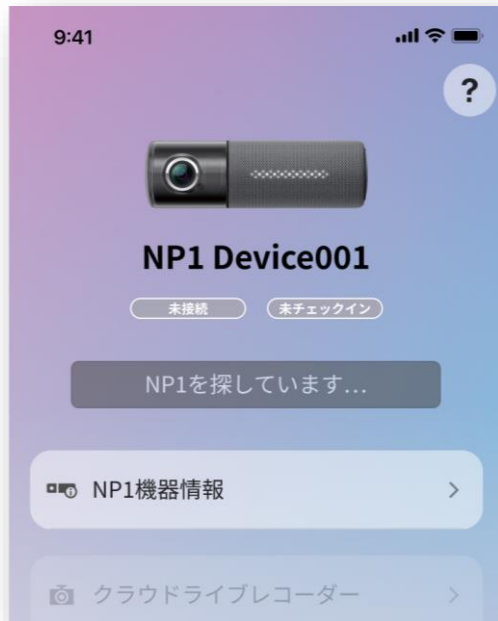 9:41
?
NP1 Device001
未接続
未チェックイン
NP1を探しています...
NP1機器情報
クラウドドライブレコーダー